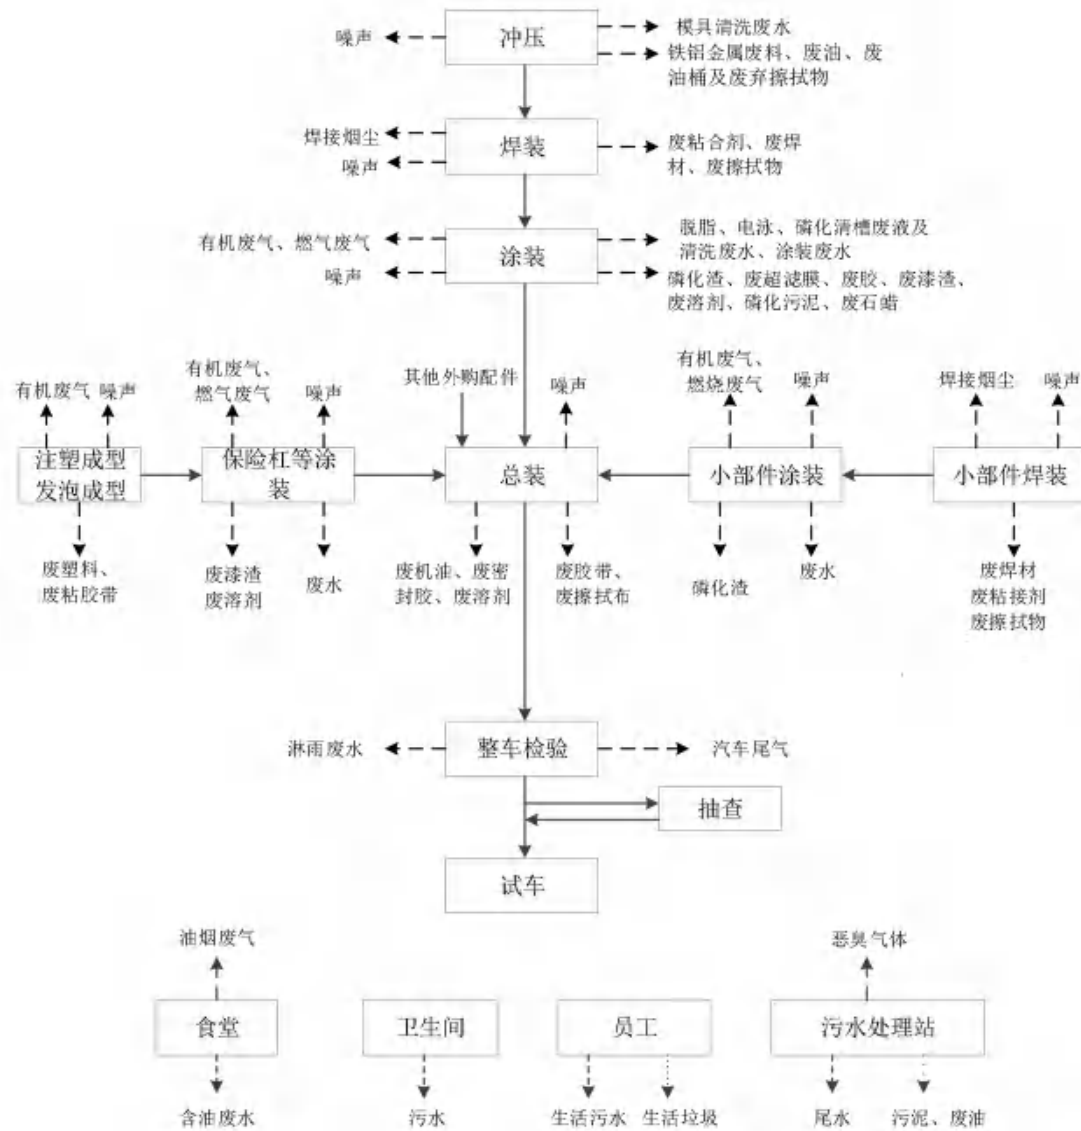 冲压
噪声
模具清洗废水
铁铝金属废料、废油、废
油桶及废弃擦拭物
焊接烟尘
焊装
噪声
废粘合剂、废焊
材、废擦拭物
有机废气、燃气废气
涂装
噪声
脱脂、电泳、磷化清槽废液及
清洗废水、涂装废水
磷化渣、废超滤膜、废胶、废漆渣、
废溶剂、磷化污泥、废石蜡
有机废气
噪声
有机废气、
燃气废气
噪声
其他外购配件
噪声
有机废气、
燃烧废气
噪声
焊接烟尘
噪声
注塑成型
发泡成型
保险杠等涂
装
总装
小部件涂装
小部件焊装
废塑料、
废粘胶带
废漆渣
废溶剂
废水
废机油、废密
封胶、废溶剂
废胶带、
废擦拭布
磷化渣
废水
废焊材
废粘接剂
废擦拭物
淋雨废水
整车检验
汽车尾气
抽查
试车
油烟废气
恶臭气体
食堂
卫生间
员工
污水处理站
含油废水
污水
生活污水
生活垃圾
尾水
污泥、废油